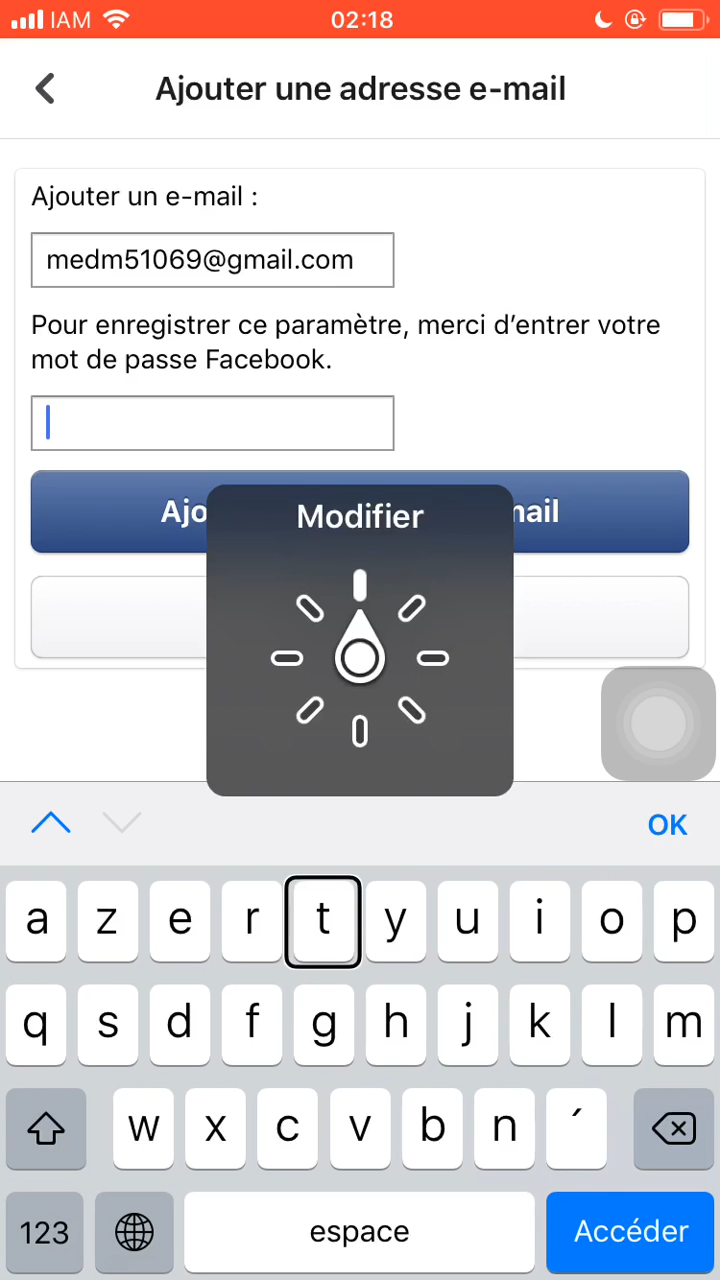 IAM 02:18
Ajouter une adresse e-mail
Ajouter un e-mail :
medm51069@gmail.com
Pour enregistrer ce paramètre, merci d’entrer votre
mot de passe Facebook.
Ajo
mail
Modifier
OK
a z e r t y u i o p
q s d f g h j k l m
w x c v b n ´
123 espace Accéder